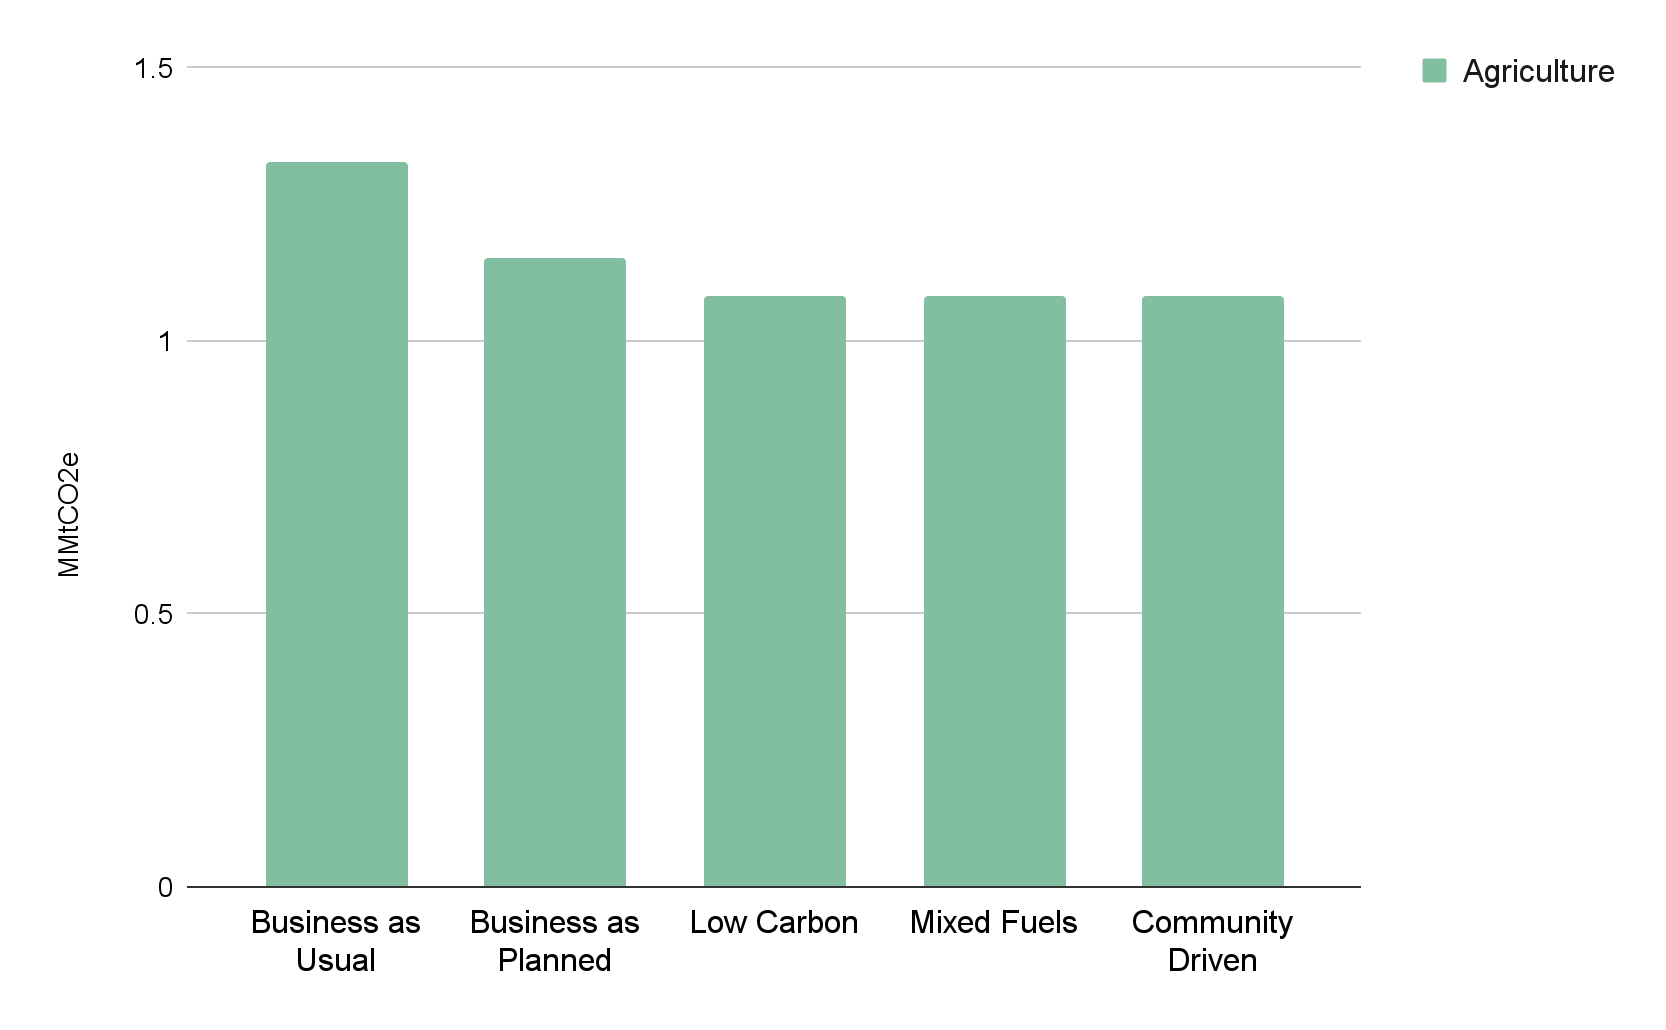 1.5
Agriculture
1
MMtCO2e
0.5
0
Business as
Usual
Business as
Planned
Low Carbon
Mixed Fuels
Community
Driven